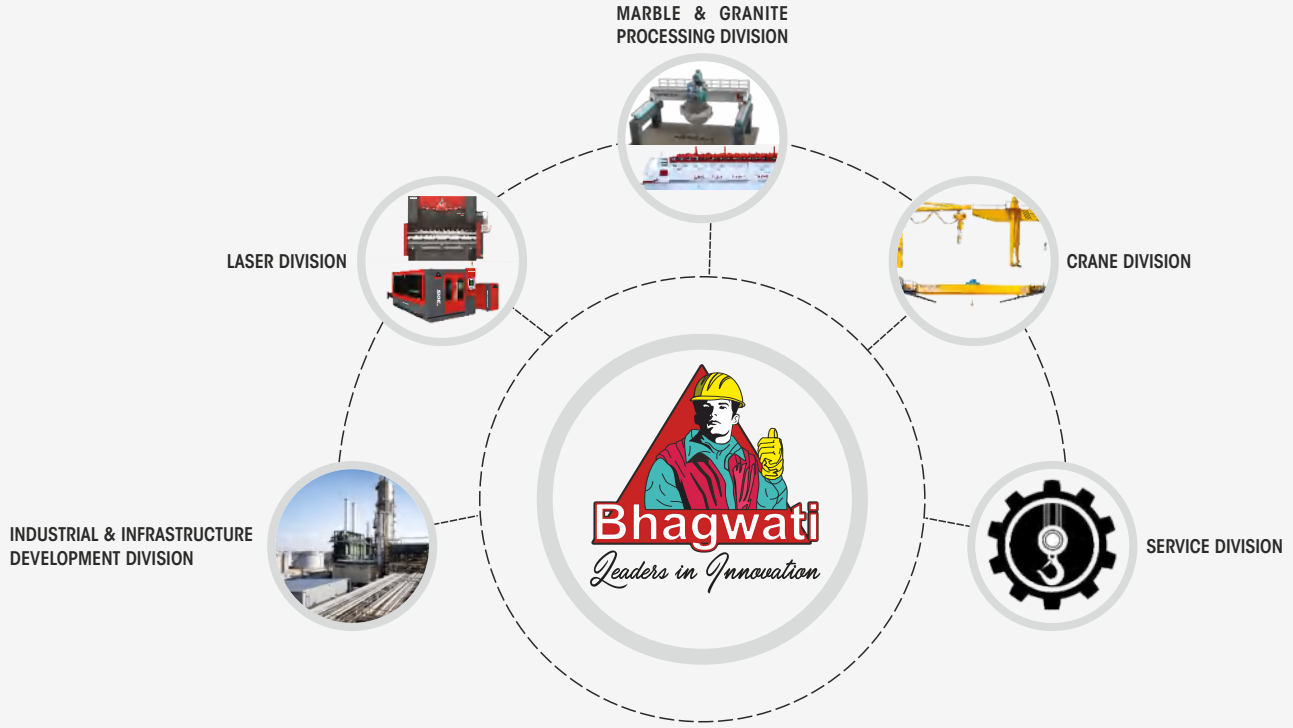 MARBLE & GRANITE
PROCESSING DIVISION
LASER DIVISION
CRANE DIVISION
INDUSTRIAL & INFRASTRUCTURE
DEVELOPMENT DIVISION
SERVICE DIVISION
Bhagwati
Leaders in Innovation